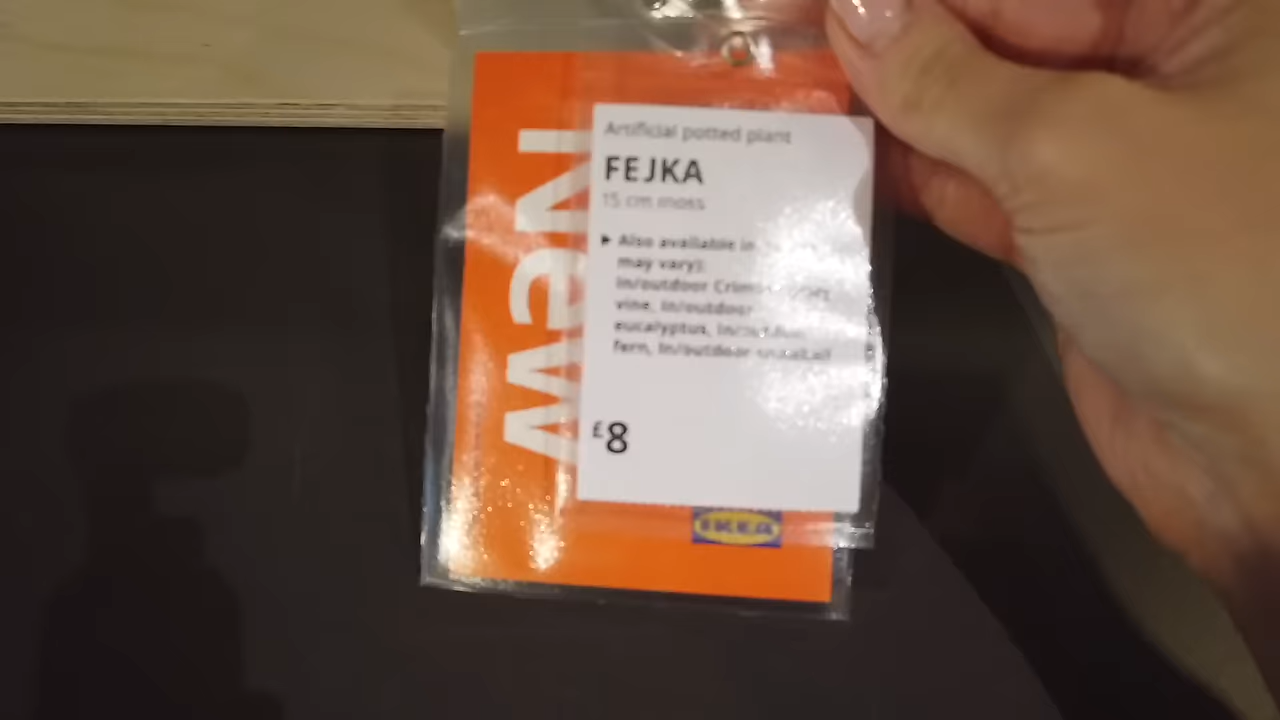 New
Artificial potted plant
FEJKA
15 cm moss
▶ Also available in
may vary):
In/outdoor
vine, In/outdoor
eucalyptus,
fern, In/outdoor
£8
IKEA